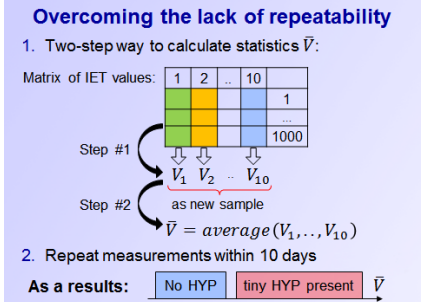 Overcoming the lack of repeatability
1. Two-step way to calculate statistics V̅:
Matrix of IET values: 1 2 .. 10
1
...
1000
Step #1
V₁ V₂ .. V₁₀
Step #2 as new sample
V̅ = average(V₁,..,V₁₀)
2. Repeat measurements within 10 days
As a results: No HYP tiny HYP present V̅